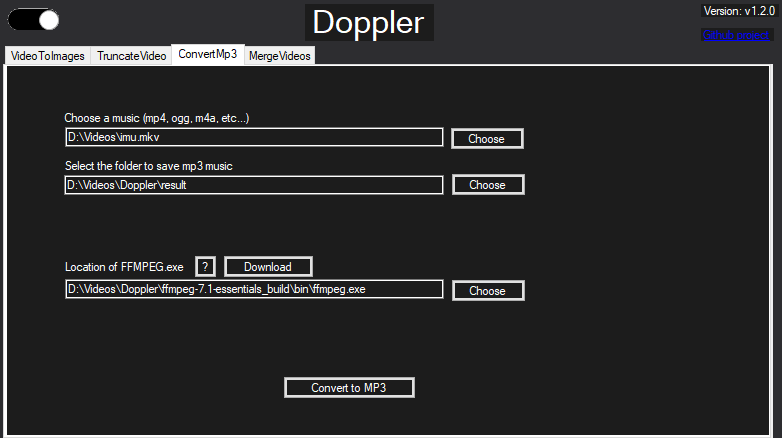 Doppler
Version: v1.2.0
Github project
VideoToImages TruncateVideo ConvertMp3 MergeVideos
Choose a music (mp4, ogg, m4a, etc...)
D:\Videos\imu.mkv Choose
Select the folder to save mp3 music
D:\Videos\Doppler\result Choose
Location of FFMPEG.exe ? Download
D:\Videos\Doppler\ffmpeg-7.1-essentials_build\bin\ffmpeg.exe Choose
Convert to MP3